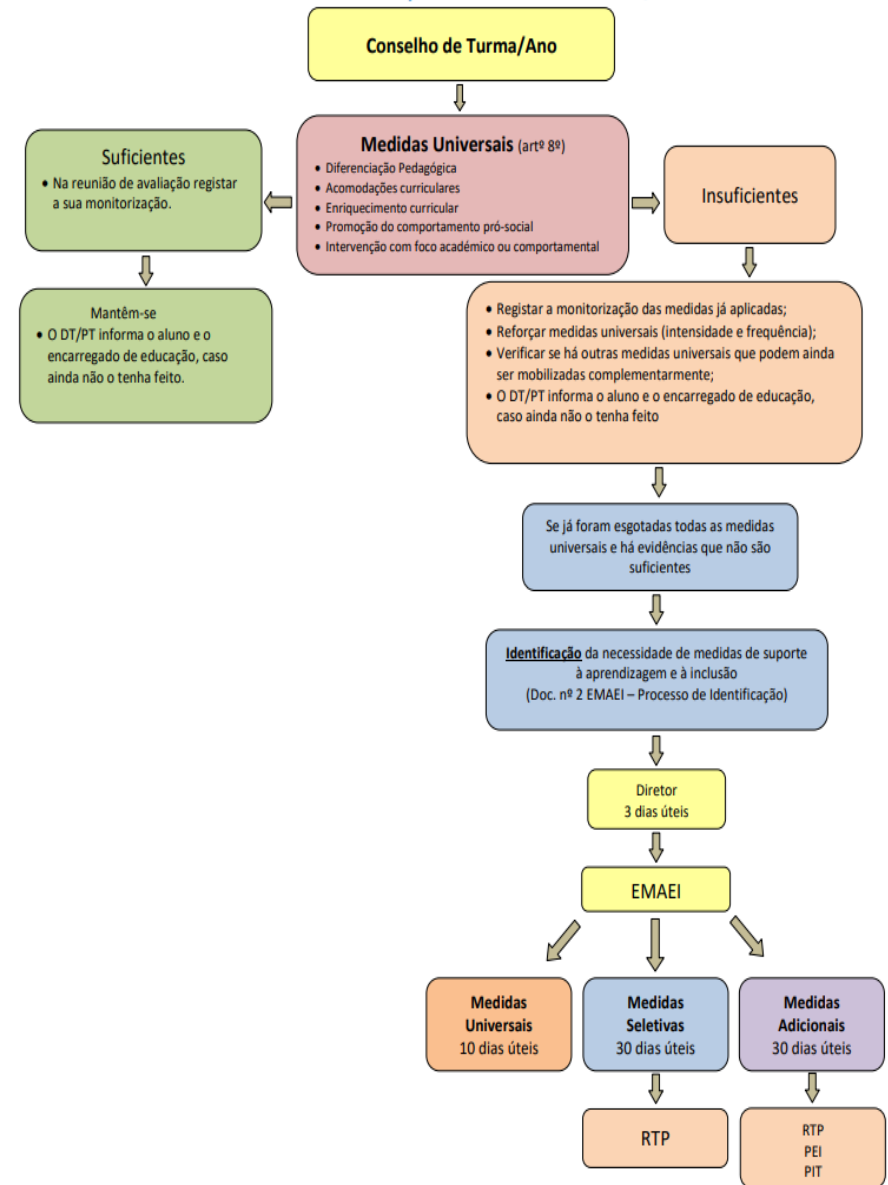 Conselho de Turma/Ano
Medidas Universais (artº 8º)
• Diferenciação Pedagógica
• Acomodações curriculares
• Enriquecimento curricular
• Promoção do comportamento pró-social
• Intervenção com foco académico ou comportamental
Suficientes
• Na reunião de avaliação registar
a sua monitorização.
Insuficientes
Mantêm-se
• O DT/PT informa o aluno e o
encarregado de educação, caso
ainda não o tenha feito.
• Registar a monitorização das medidas já aplicadas;
• Reforçar medidas universais (intensidade e frequência);
• Verificar se há outras medidas universais que podem ainda
ser mobilizadas complementarmente;
• O DT/PT informa o aluno e o encarregado de educação,
caso ainda não o tenha feito
Se já foram esgotadas todas as medidas
universais e há evidências que não são
suficientes
Identificação da necessidade de medidas de suporte
à aprendizagem e à inclusão
(Doc. nº 2 EMAEI – Processo de Identificação)
Diretor
3 dias úteis
EMAEI
Medidas
Universais
10 dias úteis
Medidas
Seletivas
30 dias úteis
Medidas
Adicionais
30 dias úteis
RTP
RTP
PEI
PIT